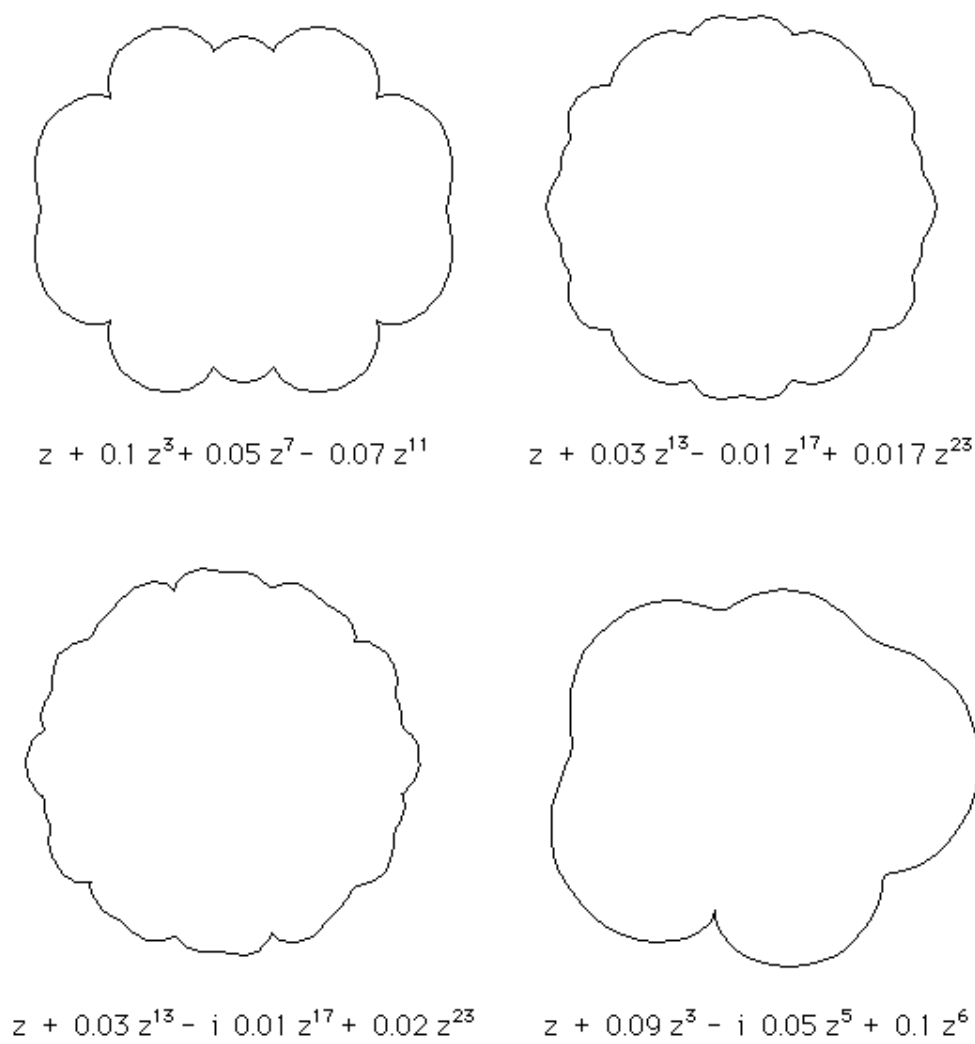 z + 0.1 z³ + 0.05 z⁷ - 0.07 z¹¹
z + 0.03 z¹³ - 0.01 z¹⁷ + 0.017 z²³
z + 0.03 z¹³ - i 0.01 z¹⁷ + 0.02 z²³
z + 0.09 z³ - i 0.05 z⁵ + 0.1 z⁶